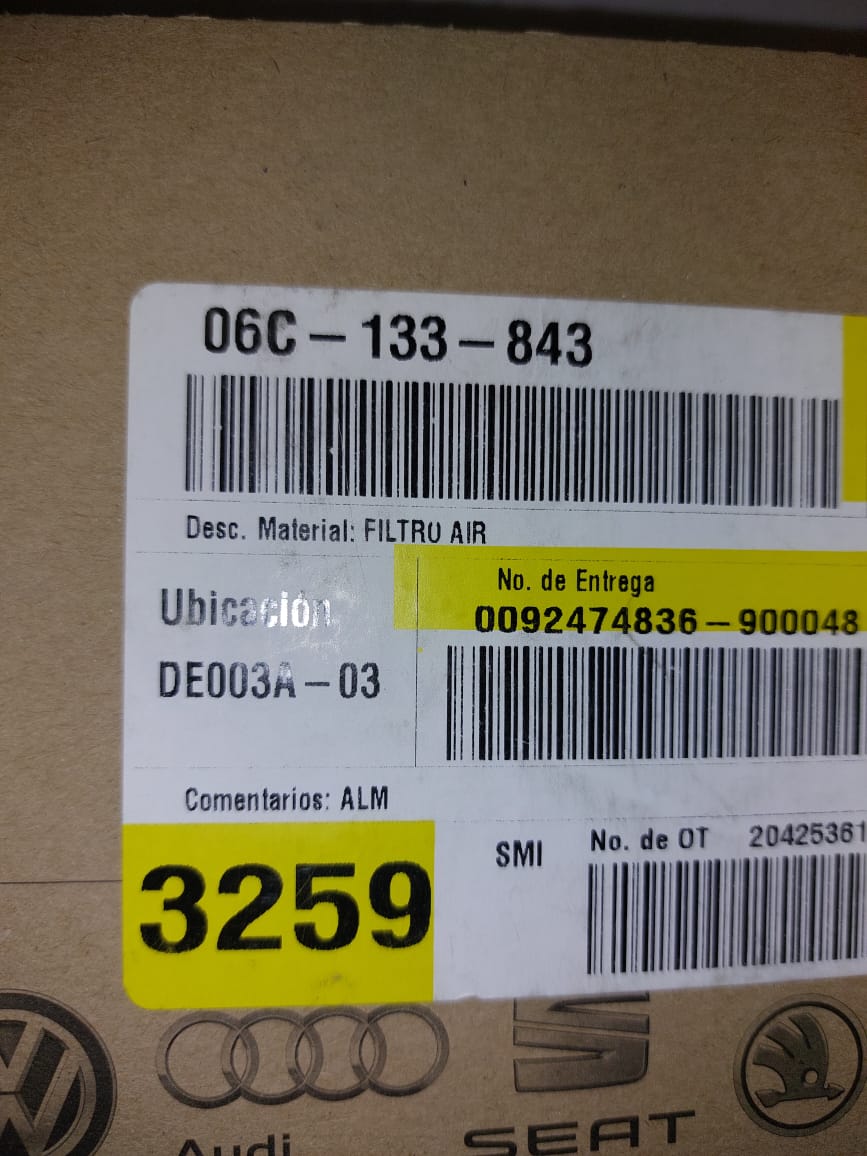 06C-133-843
Desc. Material: FILTRO AIR
No. de Entrega
0092474836-900048
Ubicación
DE003A-03
Comentarios: ALM
3259
SMI
No. de OT 20425361
Audi
SEAT